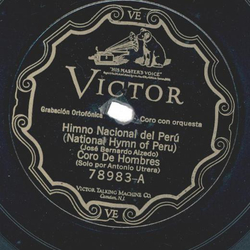 VE
"HIS MASTER'S VOICE"
VICTOR
Grabación Ortofónica
Coro con orquesta
Himno Nacional del Perú
(National Hymn of Peru)
(José Bernardo Alzedo)
Coro De Hombres
(Solo por Antonio Utrera)
78983-A
VICTOR TALKING MACHINE CO.
Camden, N.J.
VE